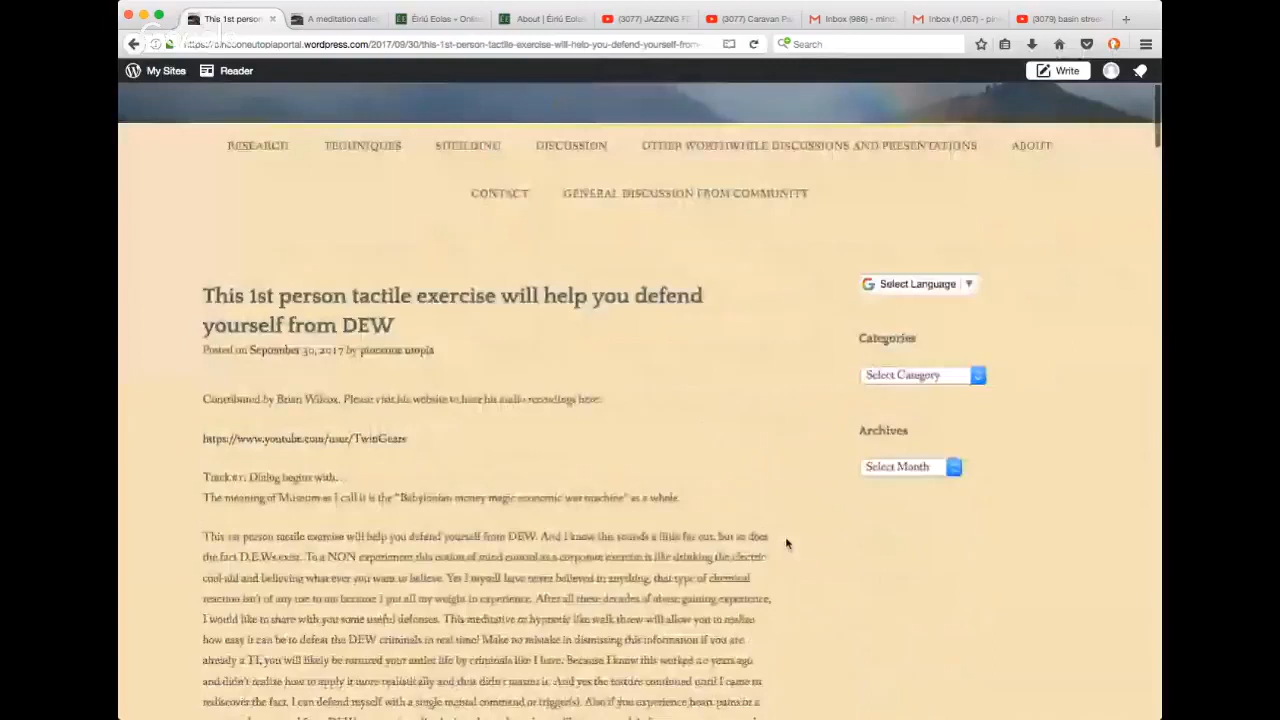 This 1st person
A meditation called
Ériú Eolas • Onlin
About | Ériú Eolas
(3077) JAZZING F
(3077) Caravan Pa
Inbox (986) - mind
Inbox (1,067) - pin
(3079) basin stree
pineconeutopiaportal.wordpress.com/2017/09/30/this-1st-person-tactile-exercise-will-help-you-defend-yourself-from-
Search
My Sites
Reader
Write
RESEARCH TECHNIQUES SHIELDING DISCUSSION OTHER WORTHWHILE DISCUSSIONS AND PRESENTATIONS ABOUT
CONTACT GENERAL DISCUSSION FROM COMMUNITY
This 1st person tactile exercise will help you defend
yourself from DEW
Posted on September 30, 2017 by pinecone utopia
Contributed by Brian Wilcox. Please visit his website to hear his audio recordings here:
https://www.youtube.com/user/TwinGears
Track #1. Dialog begins with.
The meaning of Museum as I call it is the "Babylonian money magic economic war machine" as a whole.
This 1st person tactile exercise will help you defend yourself from DEW. And I know this sounds a little far out, but so does
the fact D.E.Ws exist. To a NON experiencer this notion of mind control as a corporate exercise is like drinking the electric
cool-aid and believing what ever you want to believe. Yes I myself have never believed in anything, that type of chemical
reaction isn't of any use to me because I put all my weight in experience. After all these decades of abuse gaining experience,
I would like to share with you some useful defenses. This meditative or hypnotic like walk threw will allow you to realize
how easy it can be to defeat the DEW criminals in real time! Make no mistake in dismissing this information if you are
already a TI, you will likely be tortured your entire life by criminals like I have. Because I know this worked 20 years ago
and didn't realize how to apply it more realistically and thus didn't master it. And yes the torture continued until I came to
rediscover the fact, I can defend myself with a single mental command or trigger(s). Also if you experience
Select Language
Categories
Select Category
Archives
Select Month